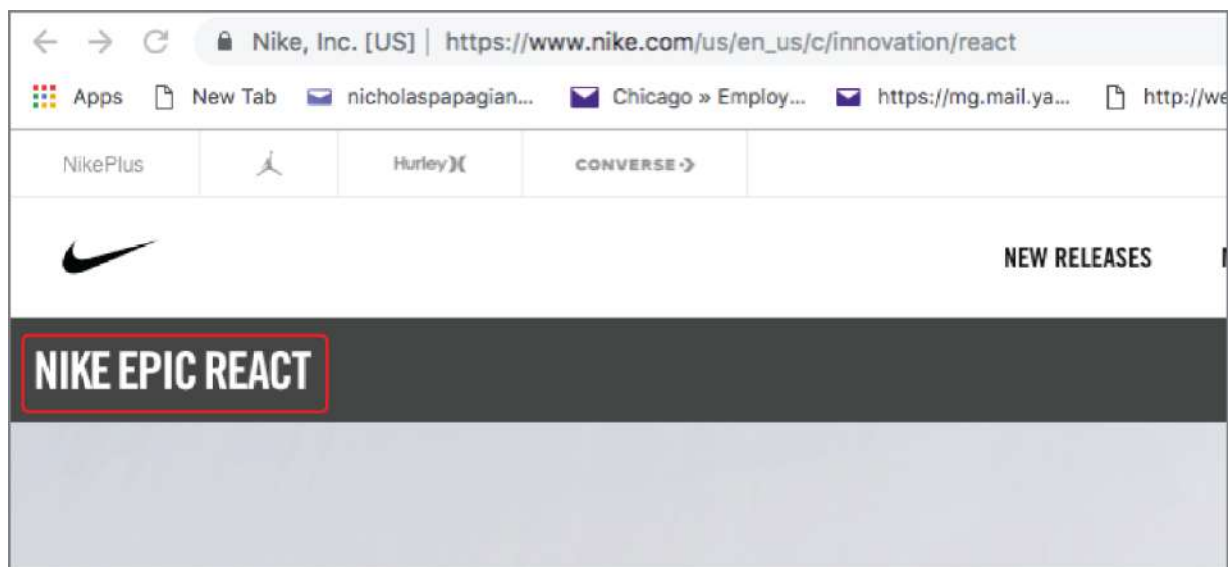 Nike, Inc. [US] | https://www.nike.com/us/en_us/c/innovation/react
Apps New Tab nicholaspapagian... Chicago » Employ... https://mg.mail.ya... http://we
NikePlus Hurley CONVERSE
NEW RELEASES
NIKE EPIC REACT